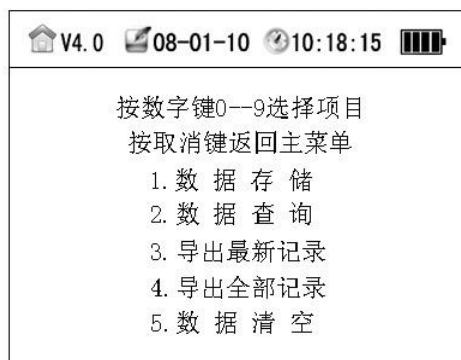 V4.0 08-01-10 10:18:15
按数字键0--9选择项目
按取消键返回主菜单
1.数 据 存 储
2.数 据 查 询
3.导出最新记录
4.导出全部记录
5.数 据 清 空